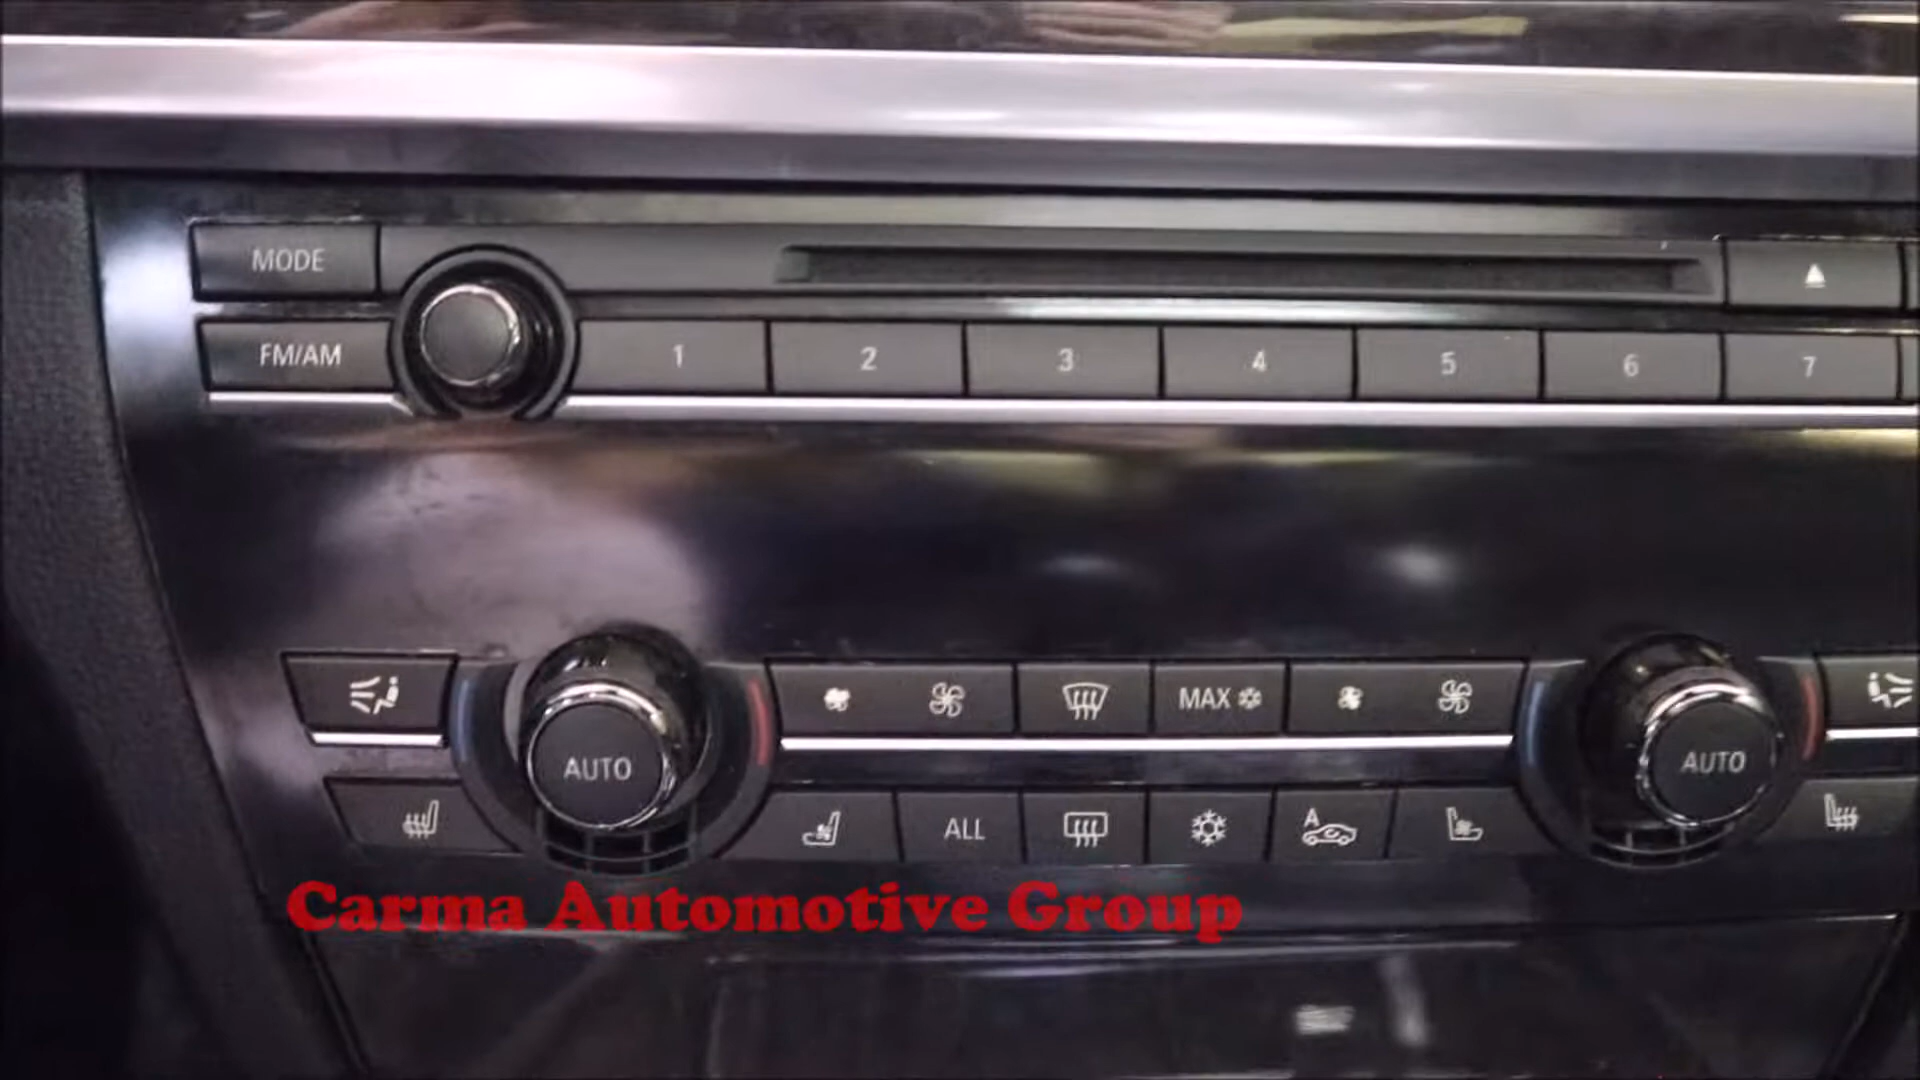 MODE
FM/AM 1 2 3 4 5 6 7
MAX
AUTO AUTO
ALL A
Carma Automotive Group